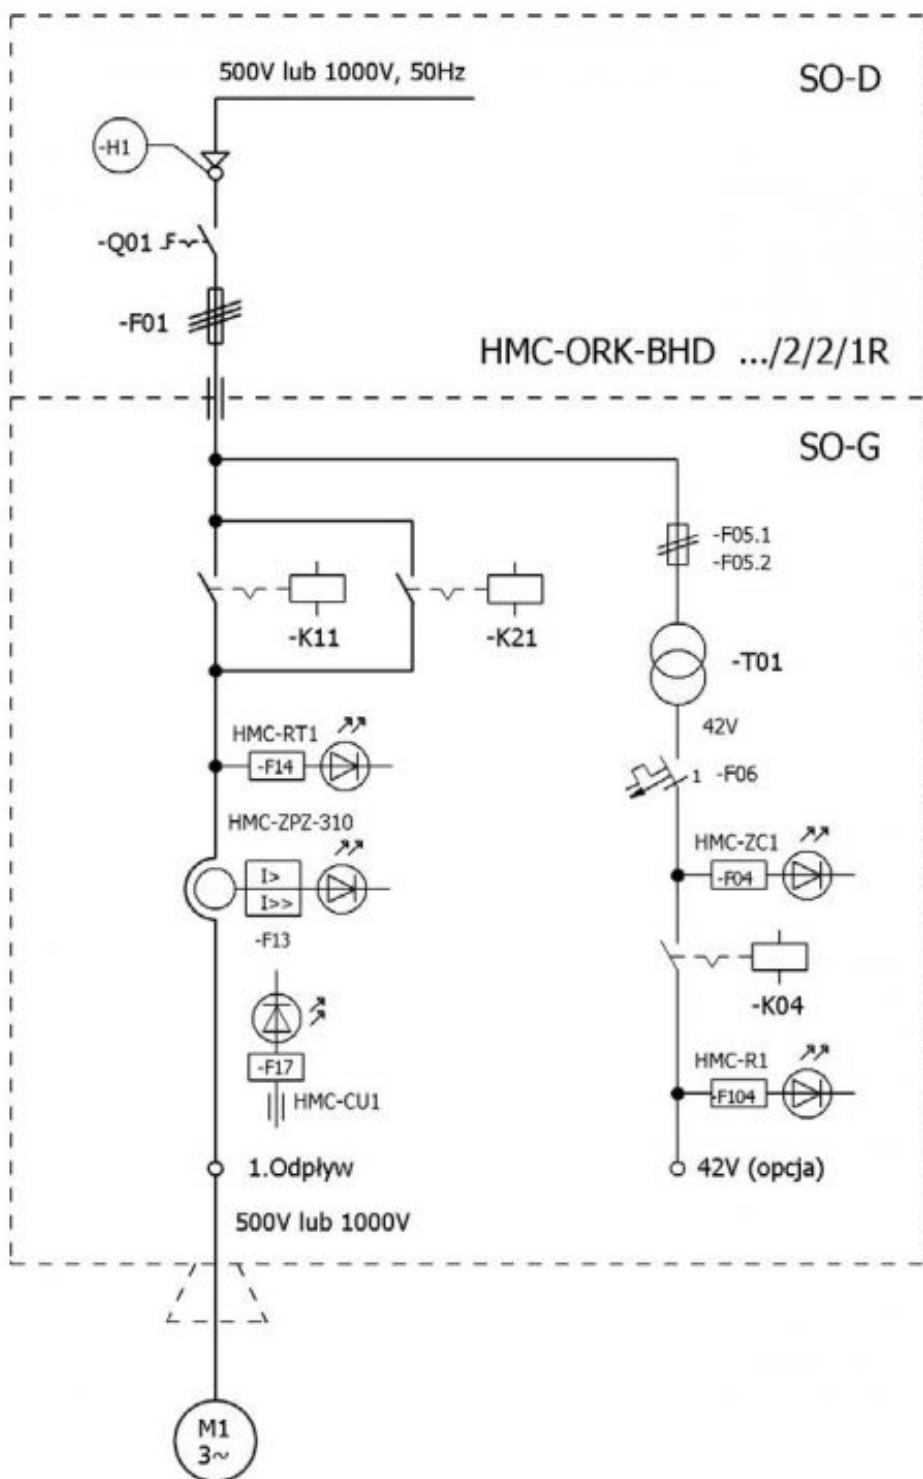 500V lub 1000V, 50Hz
SO-D
-H1
-Q01
-F01
HMC-ORK-BHD .../2/2/1R
SO-G
-F05.1
-F05.2
-K11
-K21
-T01
42V
HMC-RT1
-F14
1
-F06
HMC-ZPZ-310
I>
I>>
-F13
HMC-ZC1
-F04
-K04
-F17
HMC-CU1
HMC-R1
-F104
1.Odpływ
42V (opcja)
500V lub 1000V
M1
3~